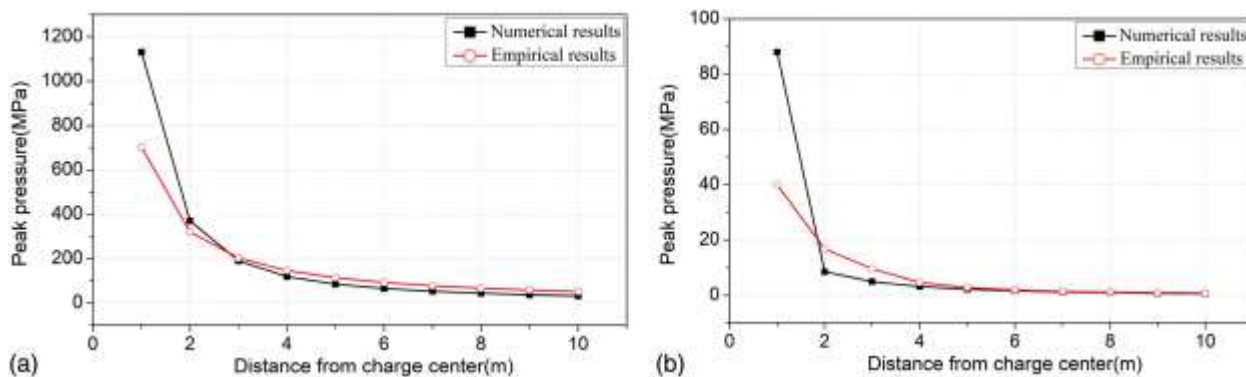 1200
1000
800
600
400
200
0
Peak pressure(MPa)
Numerical results
Empirical results
0 2 4 6 8 10
Distance from charge center(m)
(a)
100
80
60
40
20
0
Peak pressure (MPa)
Numerical results
Empirical results
0 2 4 6 8 10
Distance from charge center(m)
(b)